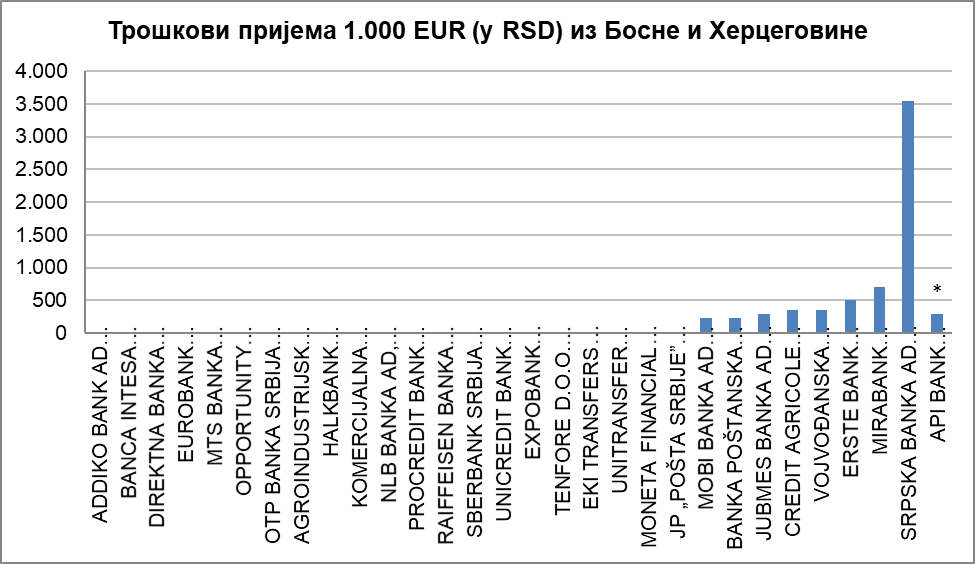 Трошкови пријема 1.000 EUR (у RSD) из Босне и Херцеговине
4.000
3.500
3.000
2.500
2.000
1.500
1.000
500
0
*
ADDIKO BANK AD…
BANCA INTESA…
DIREKTNA BANKA…
EUROBANK…
MTS BANKA…
OPPORTUNITY…
OTP BANKA SRBIJA…
AGROINDUSTRIJSK…
HALKBANK…
KOMERCIJALNA…
NLB BANKA AD,…
PROCREDIT BANK…
RAIFFEISEN BANKA…
SBERBANK SRBIJA…
UNICREDIT BANK…
EXPOBANK…
TENFORE D.O.O.…
EKI TRANSFERS…
UNITRANSFER…
MONETA FINANCIAL…
JP „POŠTA SRBIJE”…
MOBI BANKA AD…
BANKA POŠTANSKA…
JUBMES BANKA AD…
CREDIT AGRICOLE…
VOJVOĐANSKA…
ERSTE BANK…
MIRABANK…
SRPSKA BANKA AD…
API BANK…